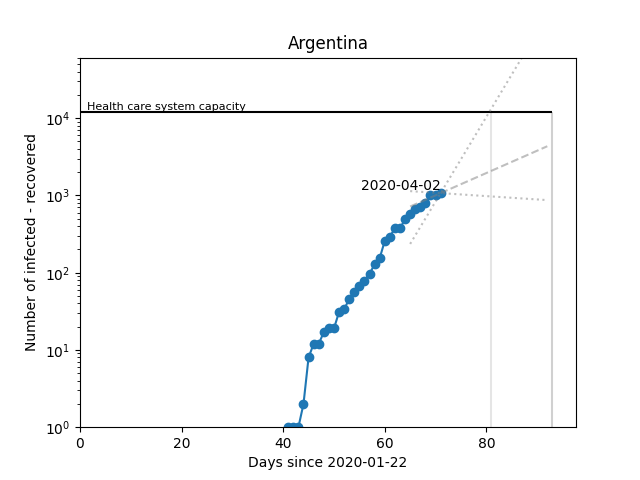 Argentina
Number of infected - recovered
10^4
10^3
10^2
10^1
10^0
Health care system capacity
2020-04-02
0 20 40 60 80
Days since 2020-01-22